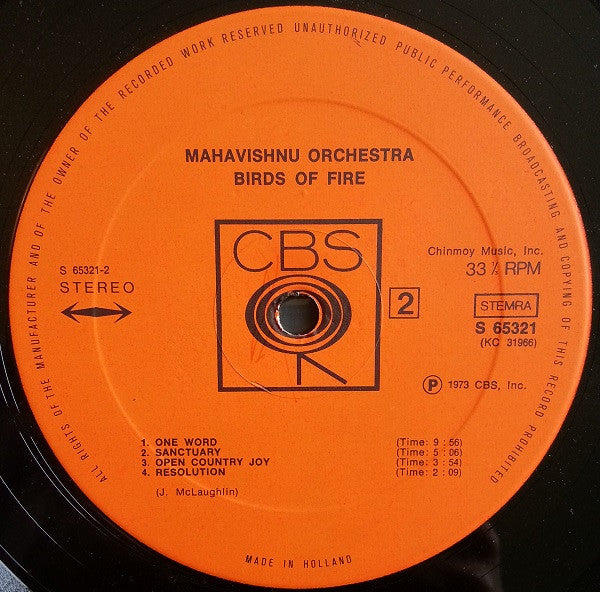 ALL RIGHTS OF THE MANUFACTURER AND OF THE OWNER OF THE RECORDED WORK RESERVED UNAUTHORIZED PUBLIC PERFORMANCE BROADCASTING AND COPYING OF THIS RECORD PROHIBITED
MAHAVISHNU ORCHESTRA
BIRDS OF FIRE
CBS
S 65321-2
STEREO
2
Chinmoy Music, Inc.
33 ⅓ RPM
STEMRA
S 65321
(KC 31966)
Ⓟ 1973 CBS, Inc.
1. ONE WORD (Time: 9 : 56)
2. SANCTUARY (Time: 5 : 06)
3. OPEN COUNTRY JOY (Time: 3 : 54)
4. RESOLUTION (Time: 2 : 09)
(J. McLaughlin)
MADE IN HOLLAND